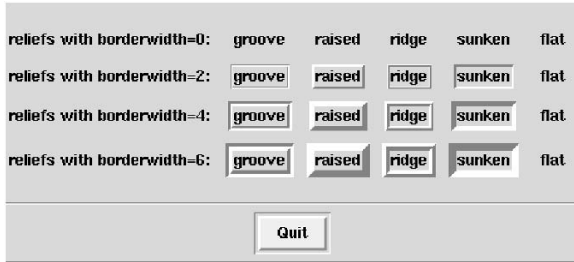 reliefs with borderwidth=0: groove raised ridge sunken flat
reliefs with borderwidth=2: groove raised ridge sunken flat
reliefs with borderwidth=4: groove raised ridge sunken flat
reliefs with borderwidth=6: groove raised ridge sunken flat
Quit